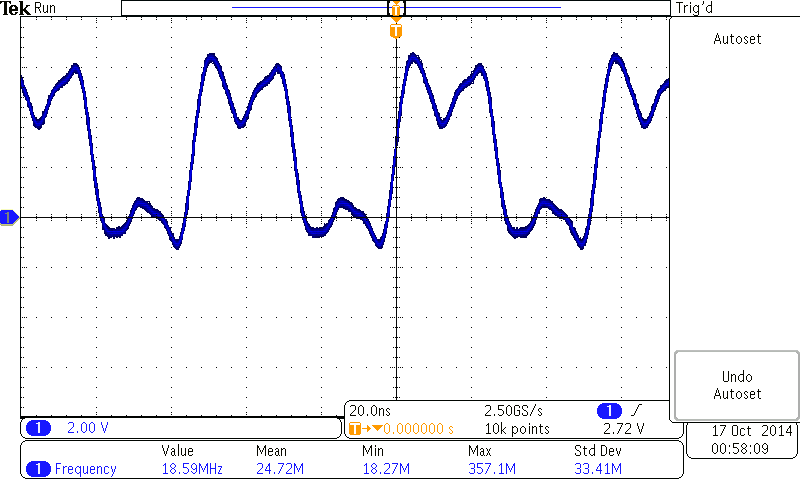 Tek Run Trig'd
T
T
Autoset
1
Undo
Autoset
1 2.00 V
20.0ns 2.50GS/s 1
T→▼0.000000 s 10k points 2.72 V
17 Oct 2014
00:58:09
Value Mean Min Max Std Dev
1 Frequency 18.59MHz 24.72M 18.27M 357.1M 33.41M